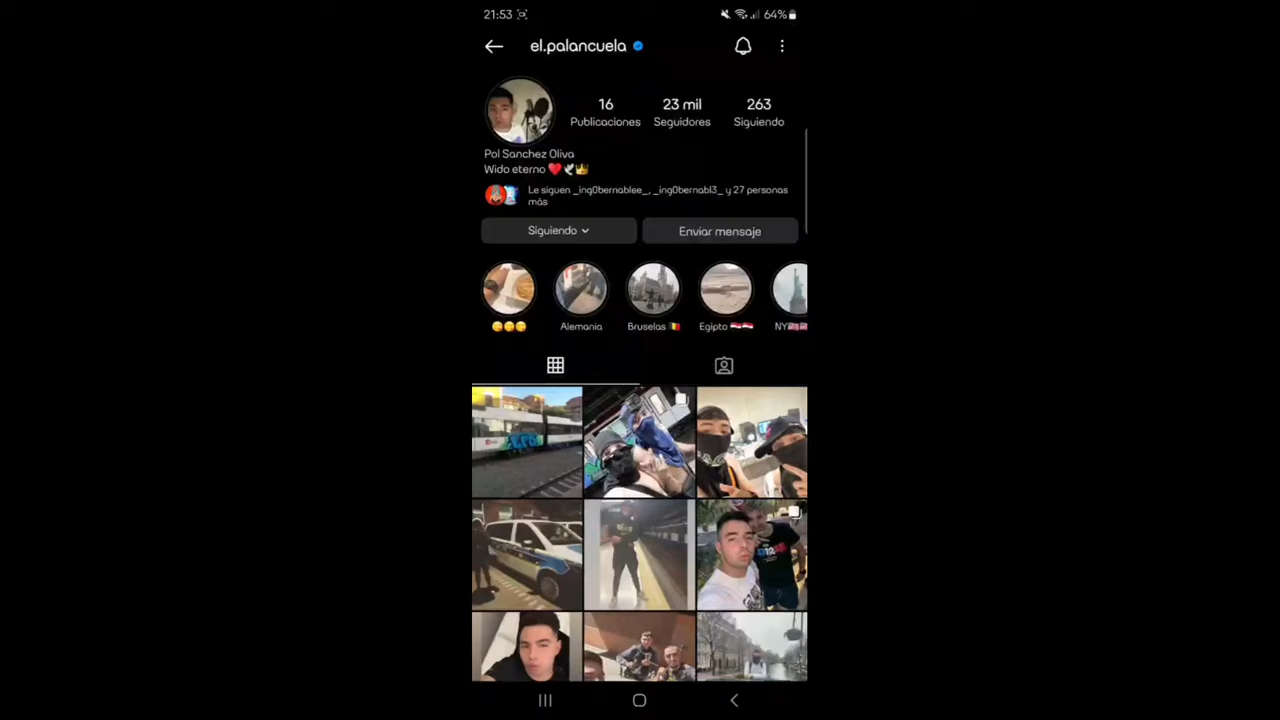 21:53
64%
el.palancuela
16
23 mil
263
Publicaciones
Seguidores
Siguiendo
Pol Sanchez Oliva
Wido eterno ❤️🕊️👑
Le siguen _ing0bernablee_, _ing0bernabl3_ y 27 personas
más
Siguiendo
Enviar mensaje
😋😋😋
Alemania
Bruselas 🇧🇪
Egipto 🇪🇬🇪🇬
NY🇺🇸🇺🇸